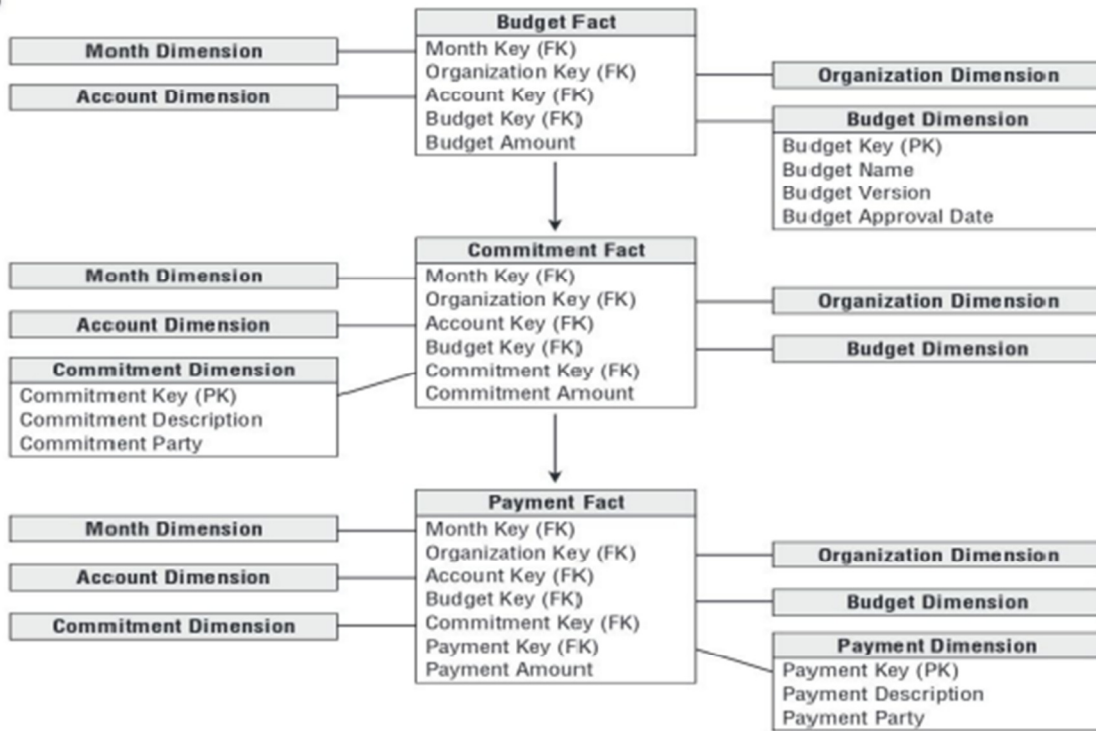 Budget Fact
Month Key (FK)
Organization Key (FK)
Account Key (FK)
Budget Key (FK)
Budget Amount
Month Dimension
Account Dimension
Organization Dimension
Budget Dimension
Budget Key (PK)
Budget Name
Budget Version
Budget Approval Date
Commitment Fact
Month Key (FK)
Organization Key (FK)
Account Key (FK)
Budget Key (FK)
Commitment Key (FK)
Commitment Amount
Month Dimension
Account Dimension
Commitment Dimension
Commitment Key (PK)
Commitment Description
Commitment Party
Organization Dimension
Budget Dimension
Payment Fact
Month Key (FK)
Organization Key (FK)
Account Key (FK)
Budget Key (FK)
Commitment Key (FK)
Payment Key (FK)
Payment Amount
Month Dimension
Account Dimension
Commitment Dimension
Organization Dimension
Budget Dimension
Payment Dimension
Payment Key (PK)
Payment Description
Payment Party